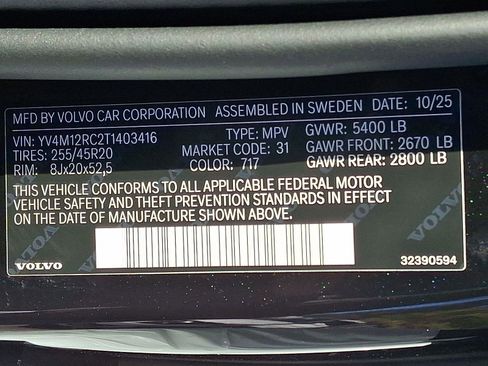 MFD BY VOLVO CAR CORPORATION ASSEMBLED IN SWEDEN DATE: 10/25
VIN: YV4M12RC2T1403416 TYPE: MPV GVWR: 5400 LB
TIRES: 255/45R20 MARKET CODE: 31 GAWR FRONT: 2670 LB
RIM: 8Jx20x52,5 COLOR: 717 GAWR REAR: 2800 LB
THIS VEHICLE CONFORMS TO ALL APPLICABLE FEDERAL MOTOR
VEHICLE SAFETY AND THEFT PREVENTION STANDARDS IN EFFECT
ON THE DATE OF MANUFACTURE SHOWN ABOVE.
VOLVO
32390594
VOLVO
VOLVO